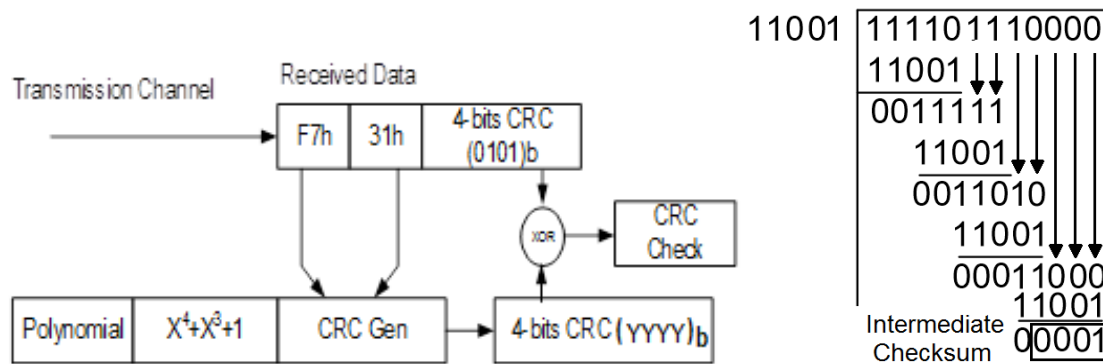 Transmission Channel
Received Data
F7h
31h
4-bits CRC
(0101)b
XOR
CRC
Check
Polynomial
X⁴+X³+1
CRC Gen
4-bits CRC(YYYY)b
11001
111101110000
11001
0011111
11001
0011010
11001
00011000
11001
Intermediate
Checksum
00001